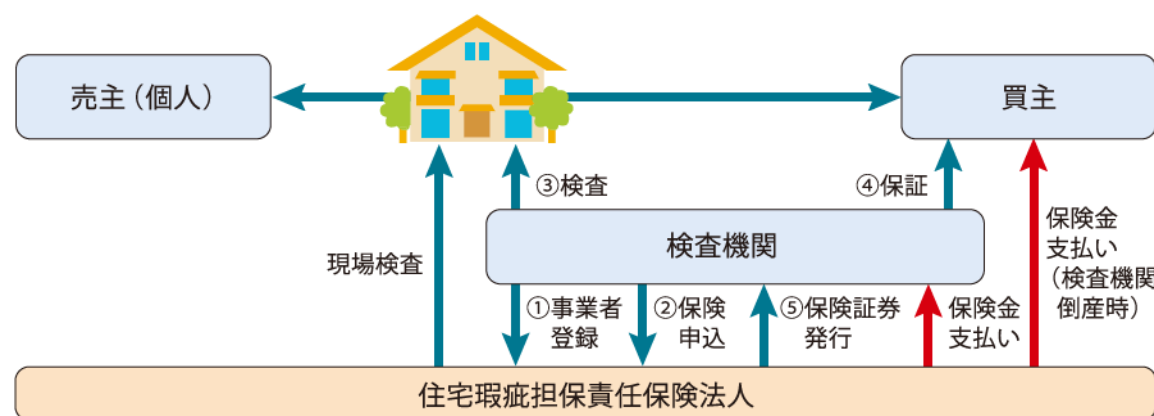 売主（個人）
買主
③検査
④保証
検査機関
現場検査
保険金
支払い
（検査機関
倒産時）
①事業者
登録
②保険
申込
⑤保険証券
発行
保険金
支払い
住宅瑕疵担保責任保険法人